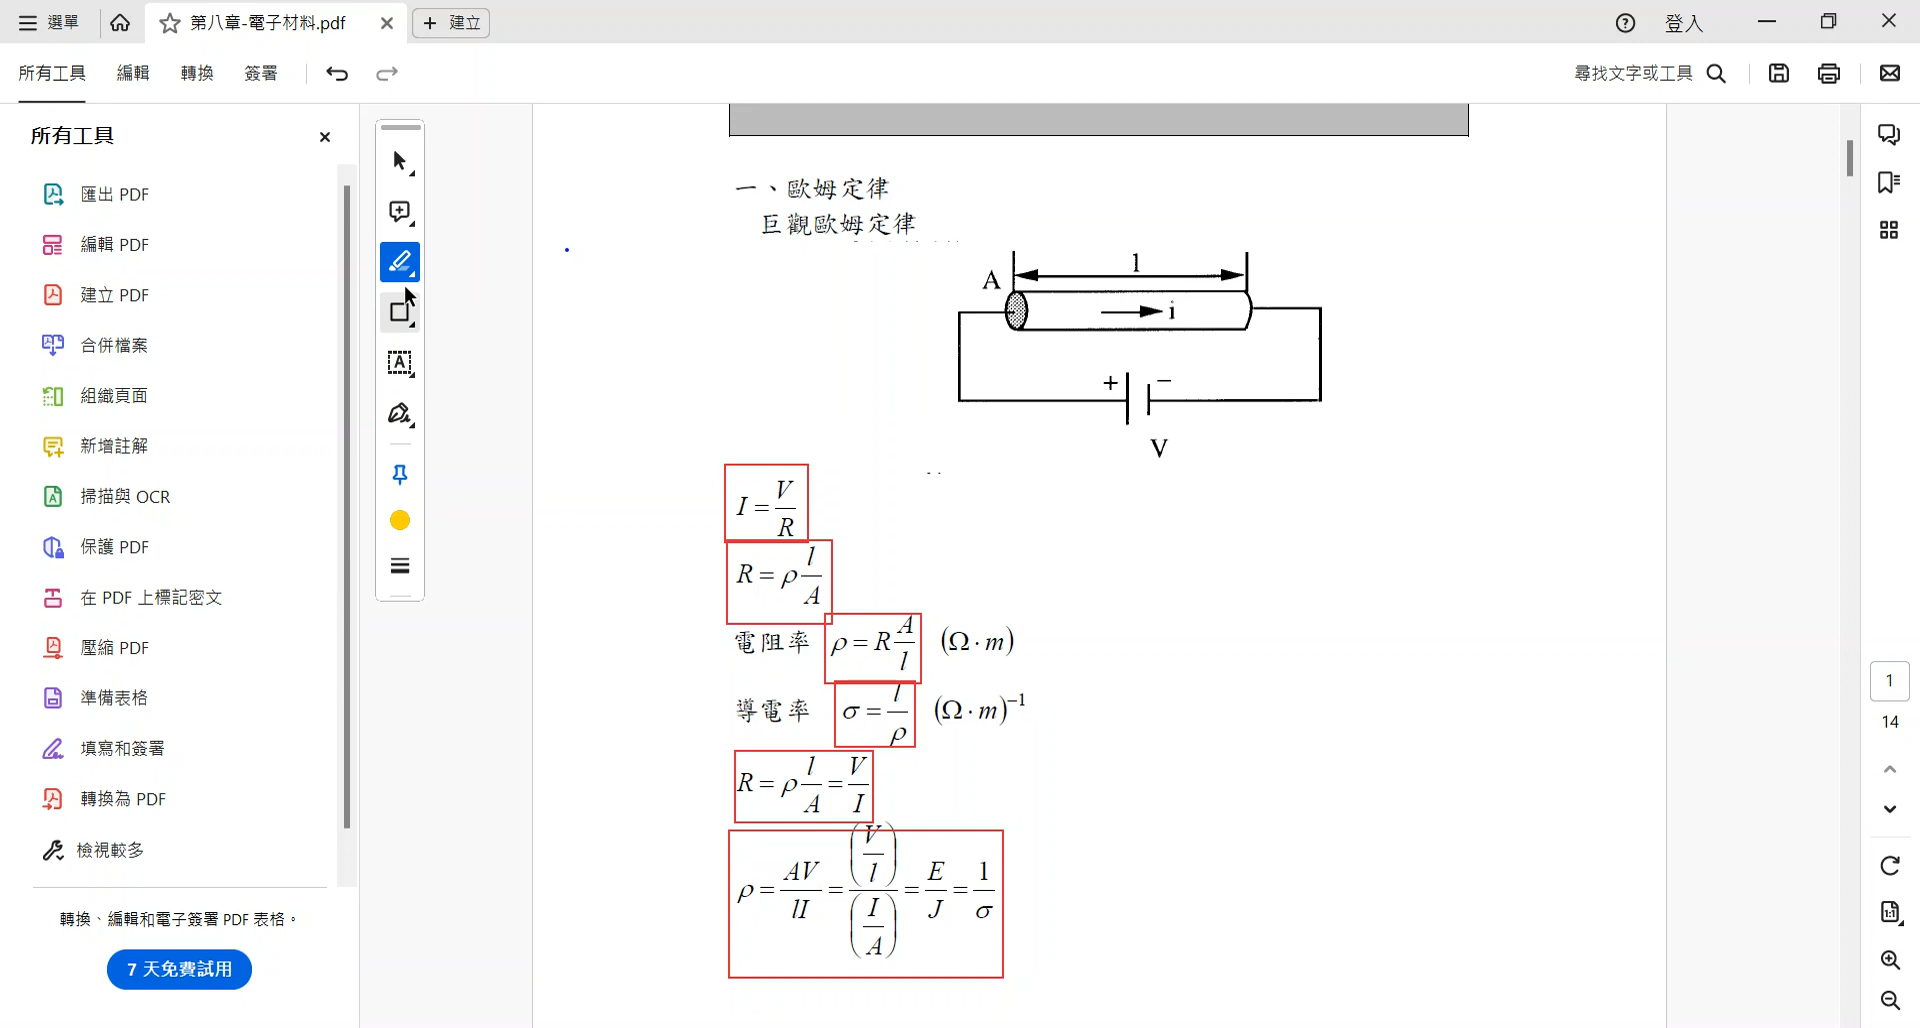 選單
第八章-電子材料.pdf
建立
登入
所有工具 編輯 轉換 簽署
尋找文字或工具
所有工具
匯出 PDF
編輯 PDF
建立 PDF
合併檔案
組織頁面
新增註解
掃描與 OCR
保護 PDF
在 PDF 上標記密文
壓縮 PDF
準備表格
填寫和簽署
轉換為 PDF
檢視較多
轉換、編輯和電子簽署 PDF 表格。
7 天免費試用
一、歐姆定律
巨觀歐姆定律
A
l
i
+ −
V
I = V/R
R = ρ l/A
電阻率 ρ = R A/l (Ω·m)
導電率 σ = l/ρ (Ω·m)⁻¹
R = ρ l/A = V/I
ρ = AV/lI = (V/l)/(I/A) = E/J = 1/σ
1
14